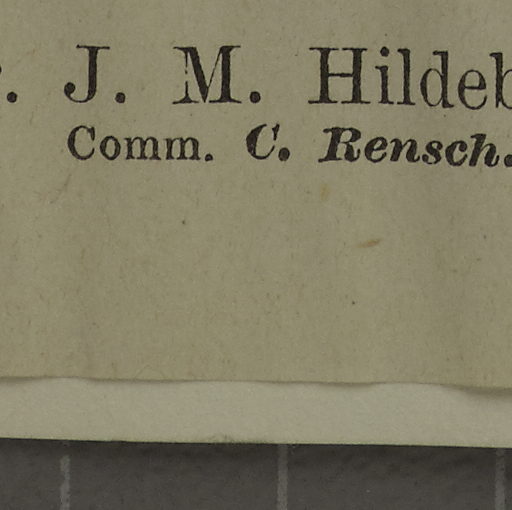 . J. M. Hildeb
Comm. C. Rensch.